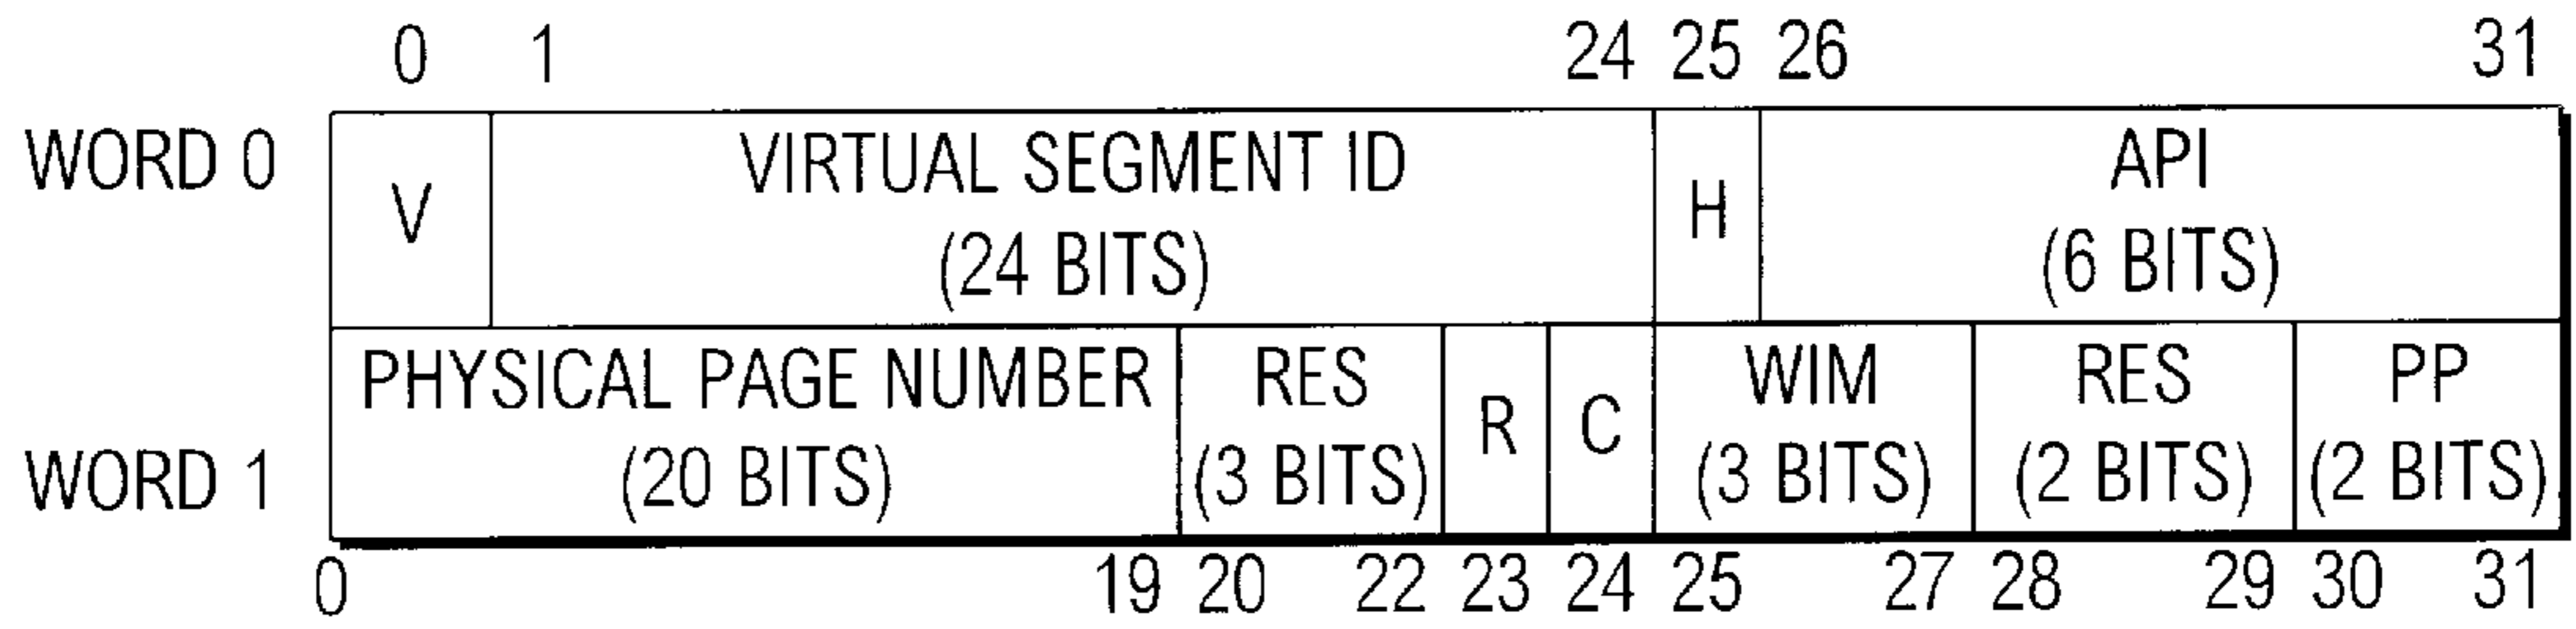 0 1 24 25 26 31
WORD 0
V
VIRTUAL SEGMENT ID
(24 BITS)
H
API
(6 BITS)
WORD 1
PHYSICAL PAGE NUMBER
(20 BITS)
RES
(3 BITS)
R
C
WIM
(3 BITS)
RES
(2 BITS)
PP
(2 BITS)
0 19 20 22 23 24 25 27 28 29 30 31